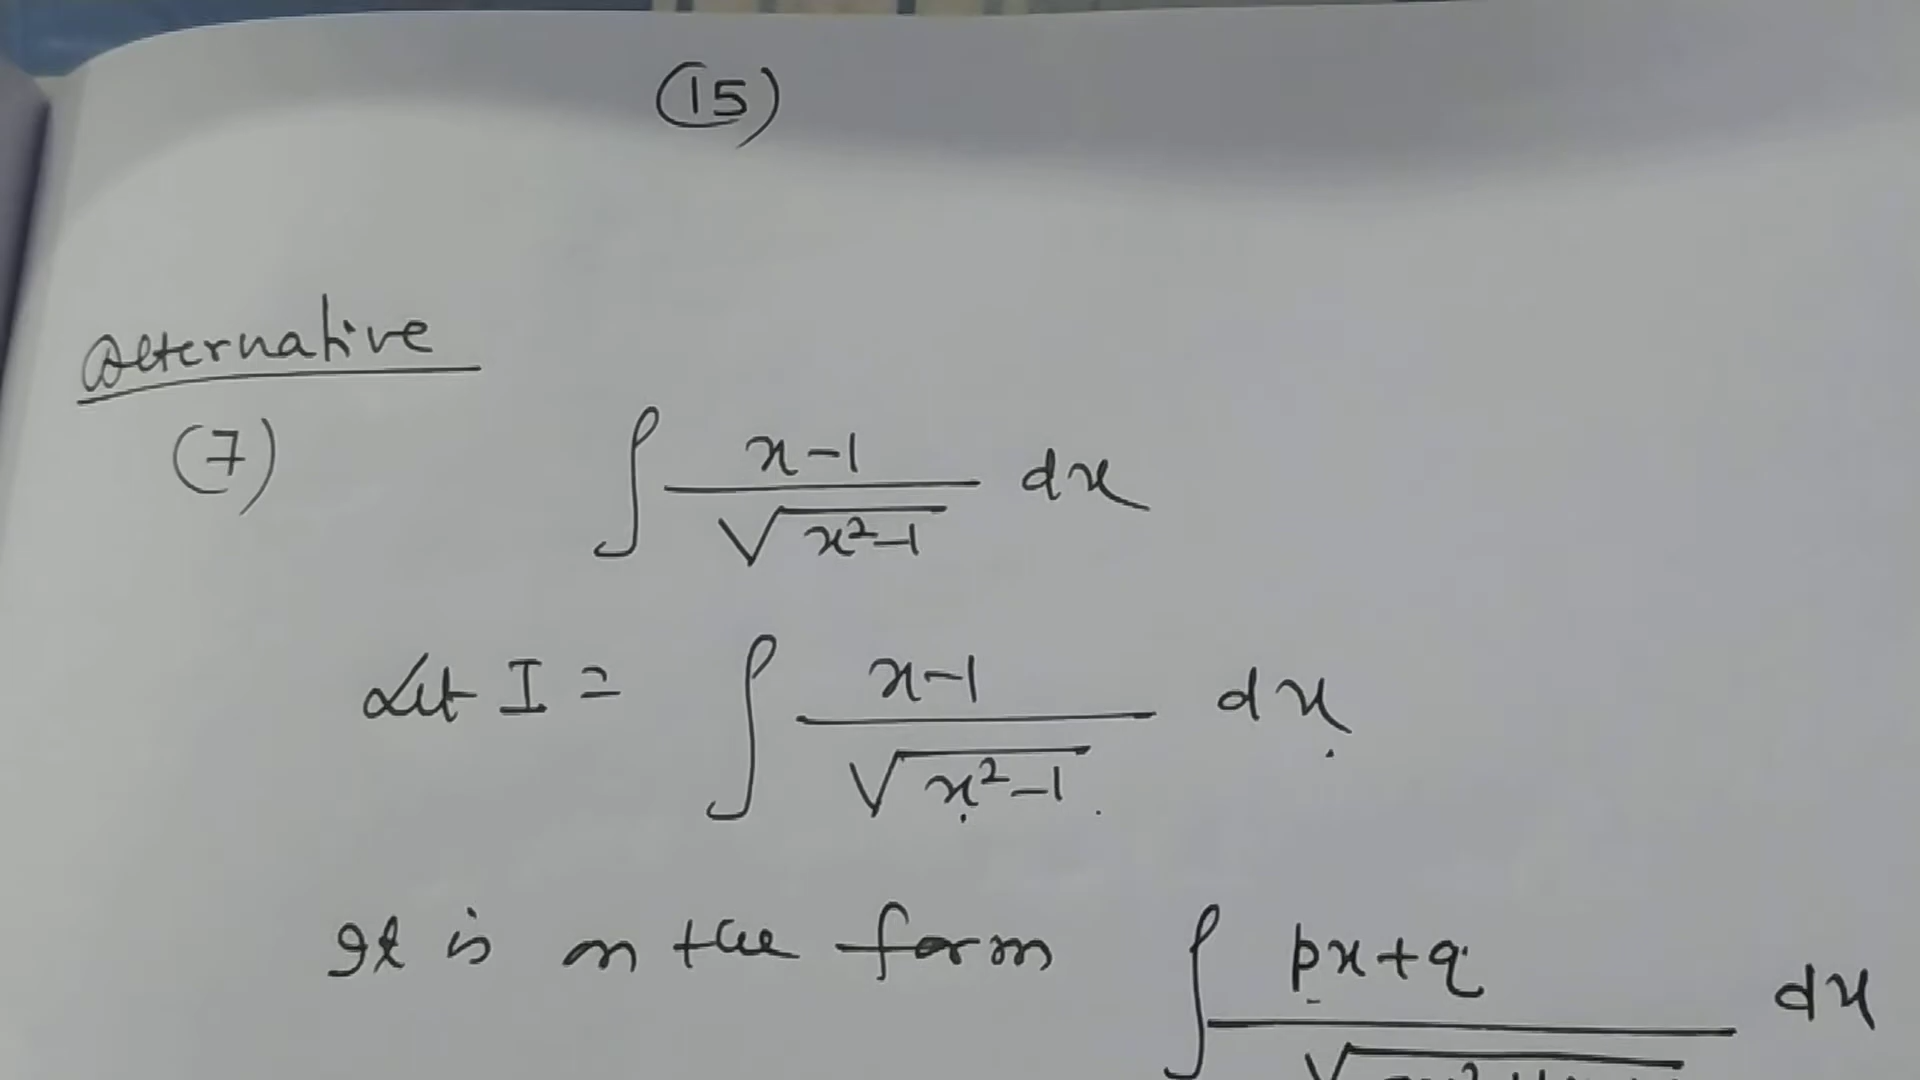 (15)
Alternative
(7) ∫ x-1 / √(x²-1) dx
Let I = ∫ x-1 / √(x²-1) dx
It is in the form ∫ px+q / √ dx